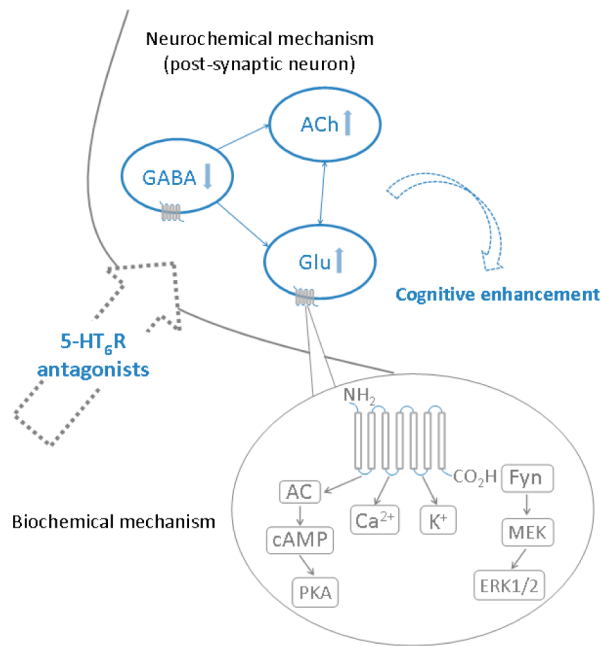 Neurochemical mechanism
(post-synaptic neuron)
ACh
GABA
Glu
Cognitive enhancement
5-HT6R
antagonists
NH2
CO2H
Fyn
AC
Ca2+
K+
Biochemical mechanism
cAMP
MEK
PKA
ERK1/2